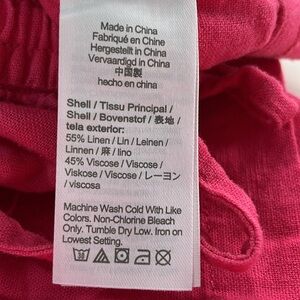 Made in China
Fabriqué en Chine
Hergestellt in China
Vervaardigd in China
中国製
hecho en china
Shell / Tissu Principal /
Shell / Bovenstof / 表地 /
tela exterior:
55% Linen / Lin / Leinen /
Linnen / 麻 / lino
45% Viscose / Viscose /
Viskose / Viscose / レーヨン
/ viscosa
Machine Wash Cold With Like
Colors. Non-Chlorine Bleach
Only. Tumble Dry Low. Iron on
Lowest Setting.